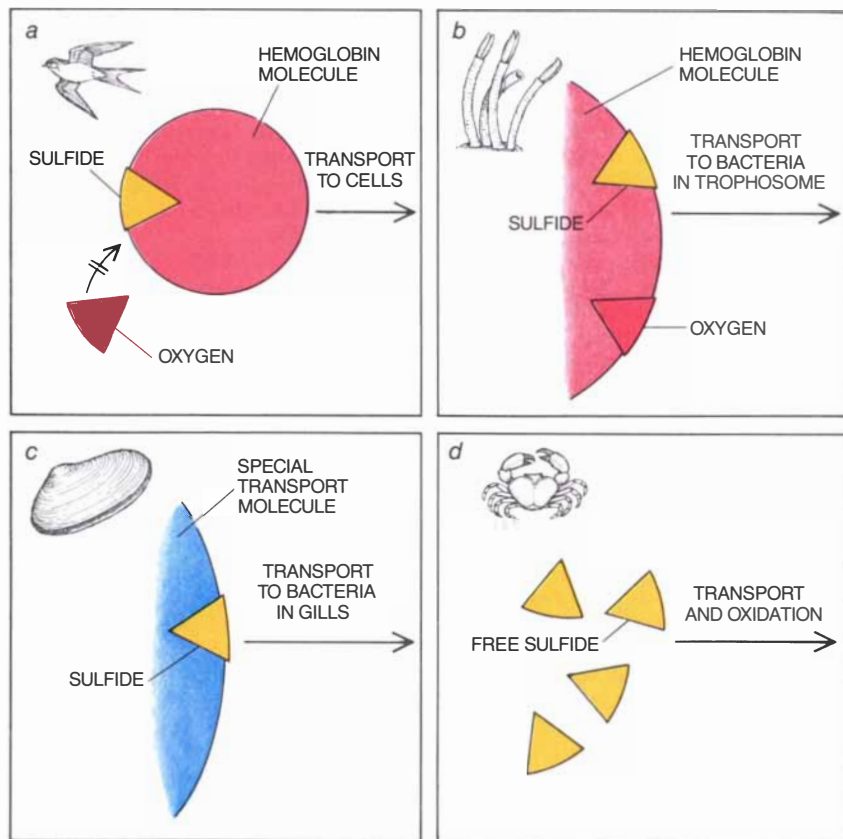 a
HEMOGLOBIN
MOLECULE
SULFIDE
TRANSPORT
TO CELLS
OXYGEN
b
HEMOGLOBIN
MOLECULE
TRANSPORT
TO BACTERIA
IN TROPHOSOME
SULFIDE
OXYGEN
c
SPECIAL
TRANSPORT
MOLECULE
TRANSPORT
TO BACTERIA
IN GILLS
SULFIDE
d
TRANSPORT
AND OXIDATION
FREE SULFIDE